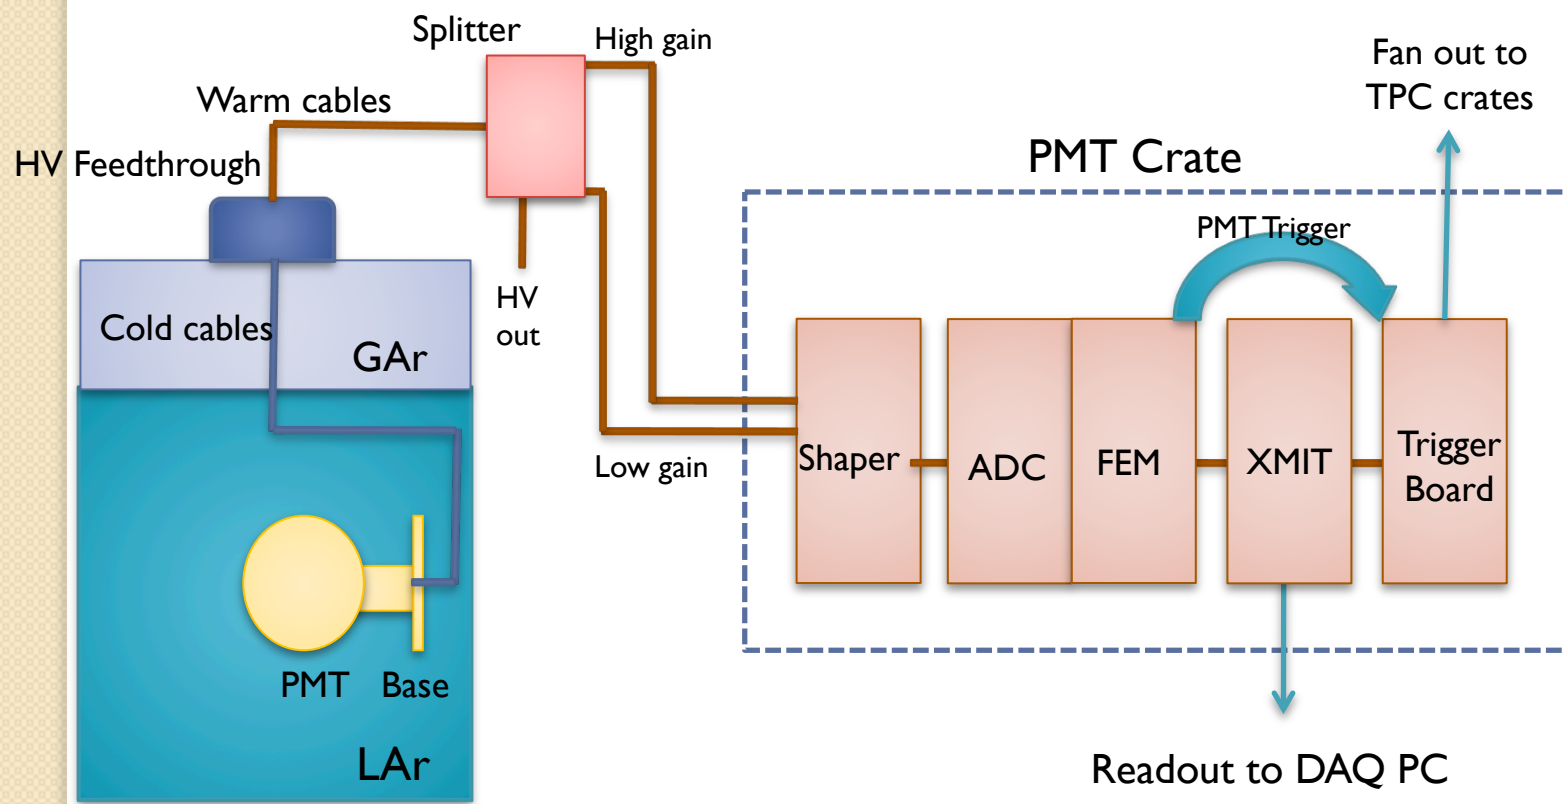 Splitter
High gain
Fan out to
TPC crates
Warm cables
HV Feedthrough
PMT Crate
PMT Trigger
HV
out
Cold cables
GAr
Low gain
Shaper
ADC
FEM
XMIT
Trigger
Board
PMT
Base
LAr
Readout to DAQ PC